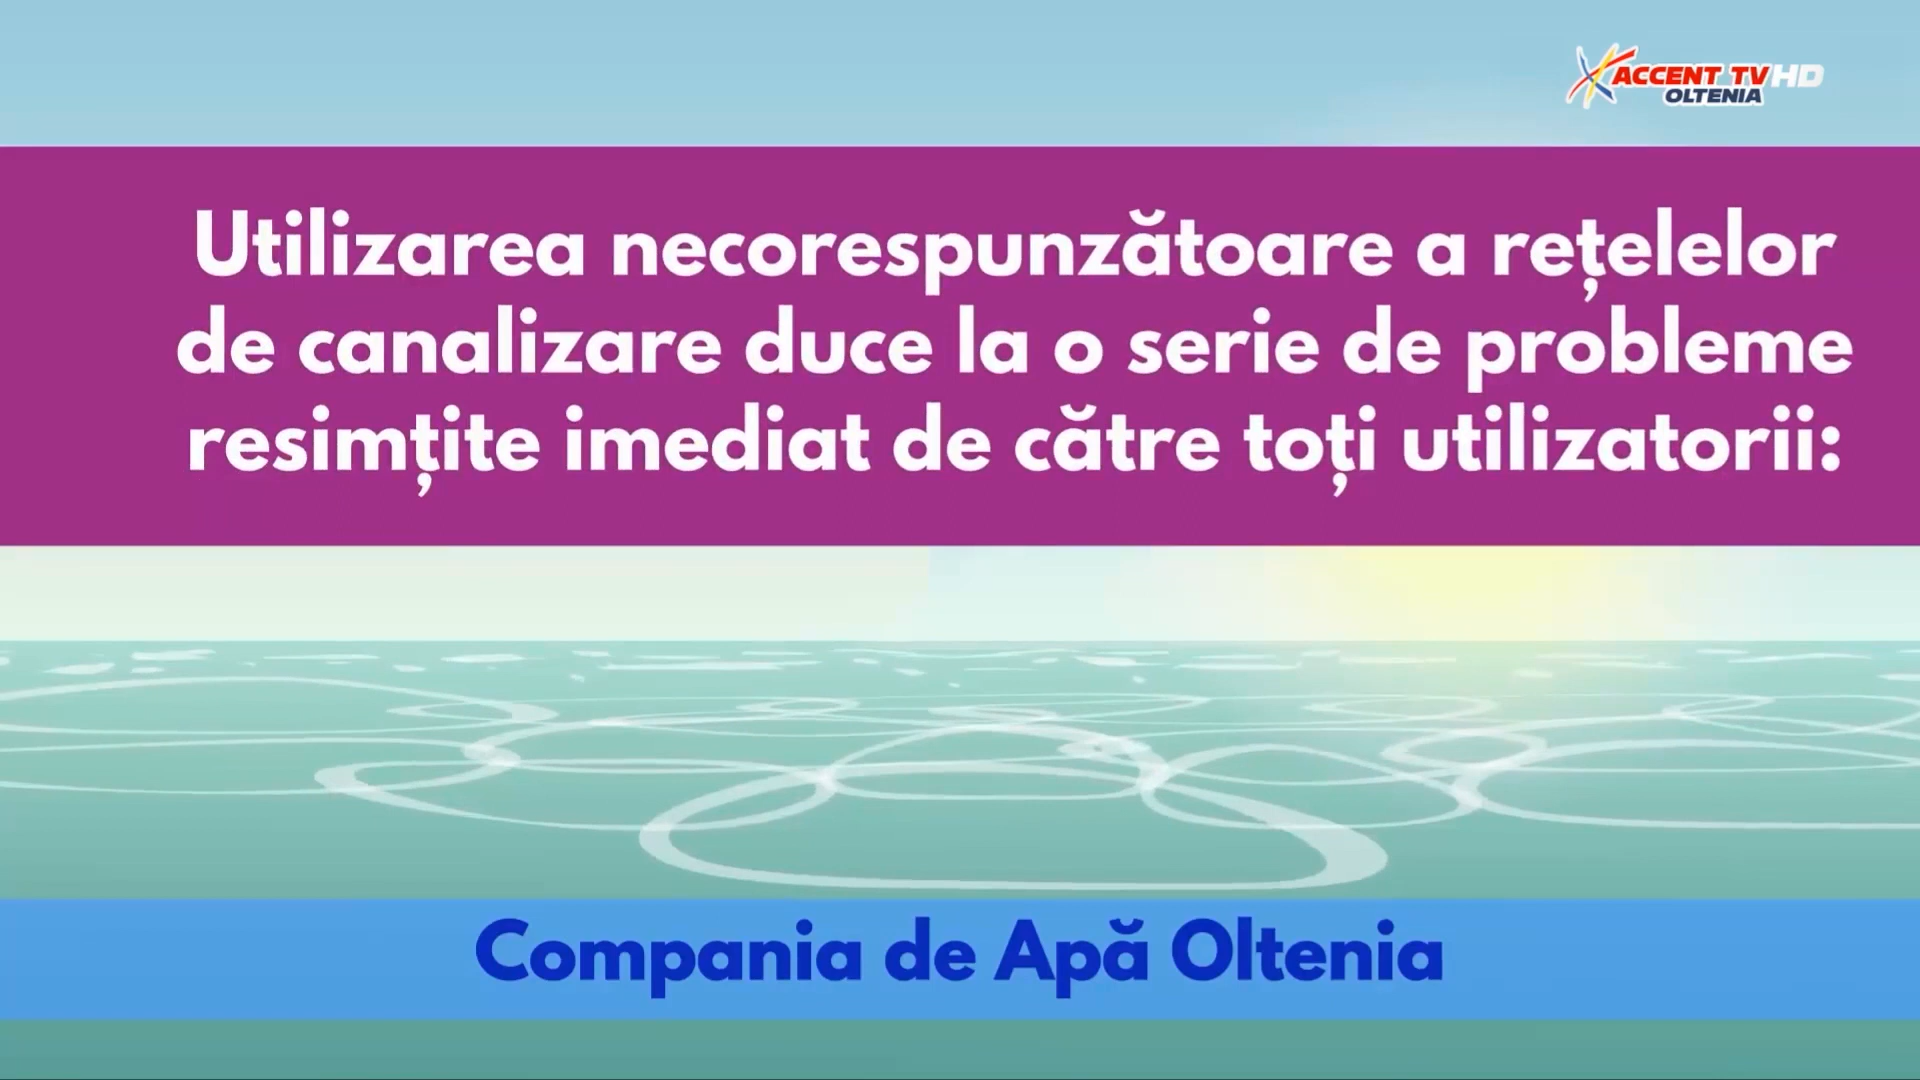 ACCENT TV HD
OLTENIA
Utilizarea necorespunzătoare a rețelelor
de canalizare duce la o serie de probleme
resimțite imediat de către toți utilizatorii:
Compania de Apă Oltenia